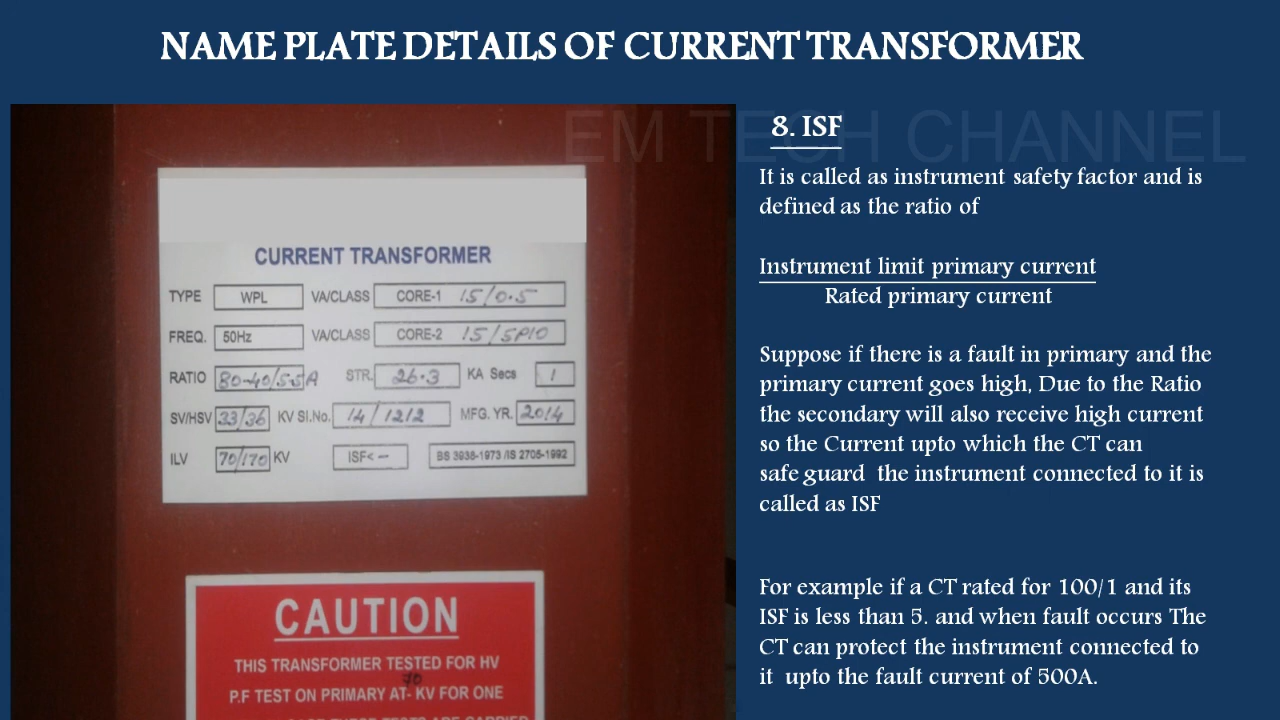 NAME PLATE DETAILS OF CURRENT TRANSFORMER
EM TECH CHANNEL
CURRENT TRANSFORMER
TYPE WPL VA/CLASS CORE-1 15/0.5
FREQ. 50Hz VA/CLASS CORE-2 15/5P10
RATIO 80-40/5-5A STR. 26.3 KA Secs 1
SV/HSV 33/36 KV Sl.No. 14/1212 MFG. YR. 2014
ILV 70/170 KV ISF<- BS 3938-1973 /IS 2705-1992
CAUTION
THIS TRANSFORMER TESTED FOR HV
70
P.F TEST ON PRIMARY AT- KV FOR ONE
THESE TESTS ARE CARRIED
8. ISF
It is called as instrument safety factor and is
defined as the ratio of
Instrument limit primary current
Rated primary current
Suppose if there is a fault in primary and the
primary current goes high, Due to the Ratio
the secondary will also receive high current
so the Current upto which the CT can
safe guard the instrument connected to it is
called as ISF
For example if a CT rated for 100/1 and its
ISF is less than 5. and when fault occurs The
CT can protect the instrument connected to
it upto the fault current of 500A.